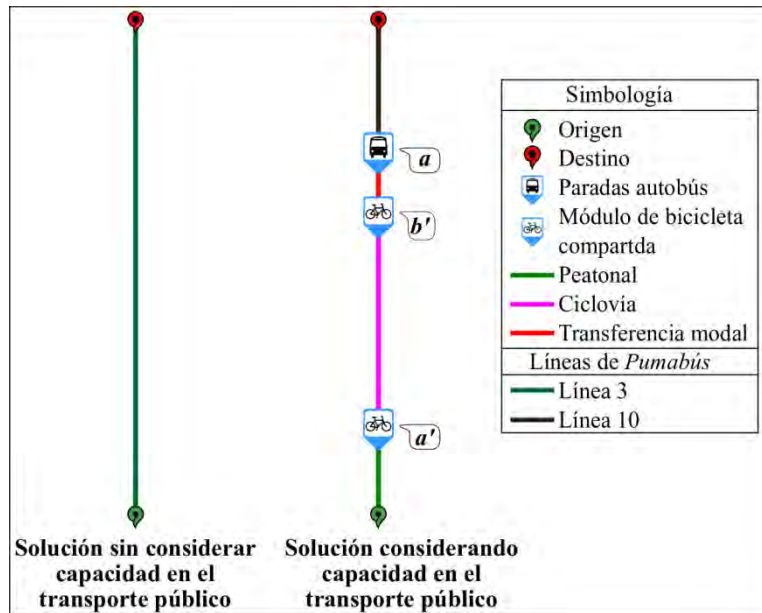 a
b'
a'
Solución sin considerar
capacidad en el
transporte público
Solución considerando
capacidad en el
transporte público
Simbología
Origen
Destino
Paradas autobús
Módulo de bicicleta
compartda
Peatonal
Ciclovía
Transferencia modal
Líneas de Pumabús
Línea 3
Línea 10